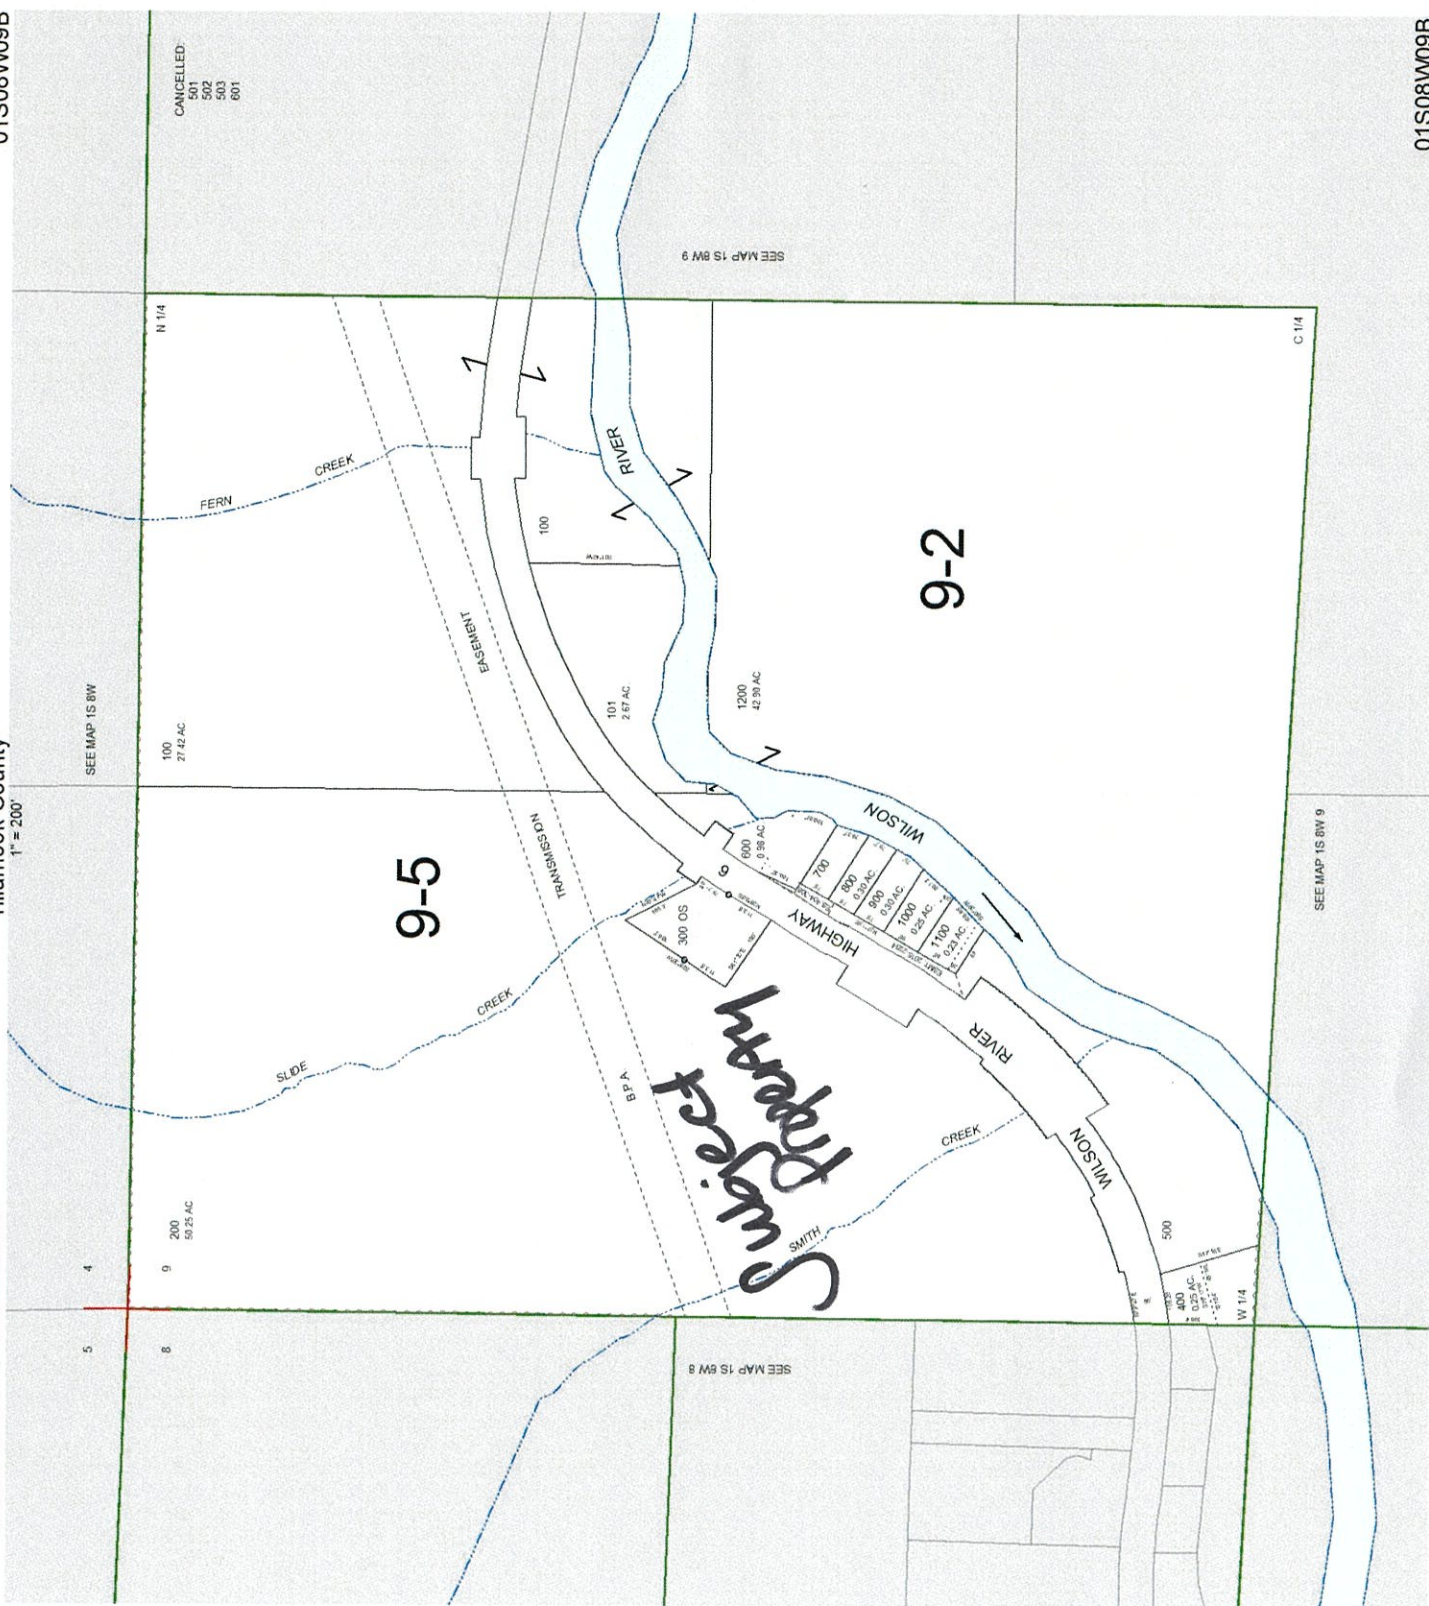 01S08W09B
Tillamook County
1" = 200'
CANCELLED:
501
502
503
601
SEE MAP 1S 8W
SEE MAP 1S 8W 9
N 1/4
FERN
CREEK
100
27.42 AC
EASEMENT
TRANSMISSION
B.P.A
9-5
100
101
2.67 AC
RIVER
1200
42.90 AC
9-2
C 1/4
SLIDE
CREEK
200
50.25 AC
4
9
5
8
300 OS
6
600
0.98 AC
700
800
0.30 AC
900
0.30 AC
1000
0.25 AC
1100
0.23 AC
WILSON
HIGHWAY
RIVER
WILSON
Subject
Property
SMITH
CREEK
500
400
0.25 AC
W 1/4
SEE MAP 1S 8W 8
SEE MAP 1S 8W 9
01S08W09B